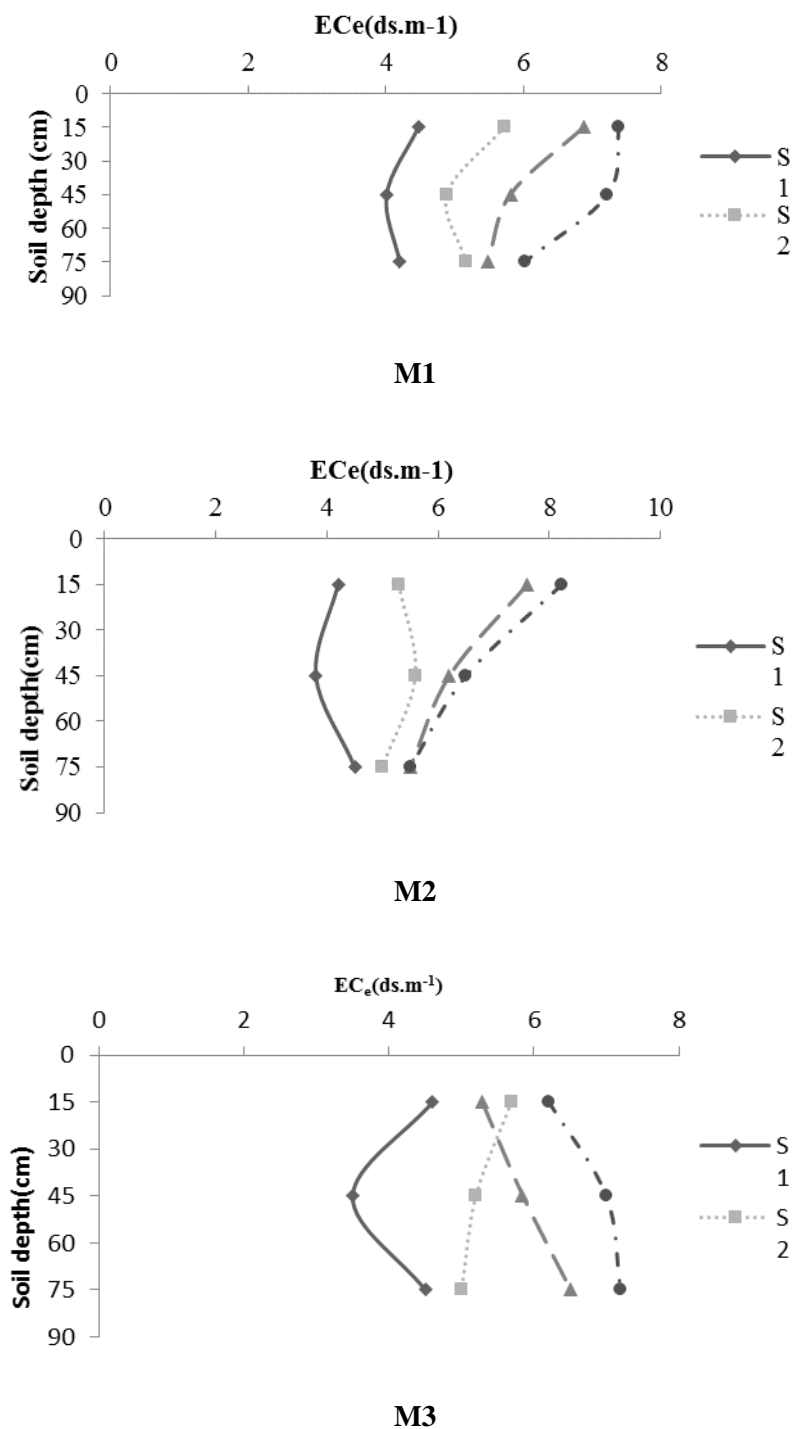 ECe(ds.m-1)
0 2 4 6 8
0
15
30
45
60
75
90
Soil depth (cm)
S
1
S
2
M1
ECe(ds.m-1)
0 2 4 6 8 10
0
15
30
45
60
75
90
Soil depth(cm)
S
1
S
2
M2
ECₑ(ds.m⁻¹)
0 2 4 6 8
0
15
30
45
60
75
90
Soil depth(cm)
S
1
S
2
M3